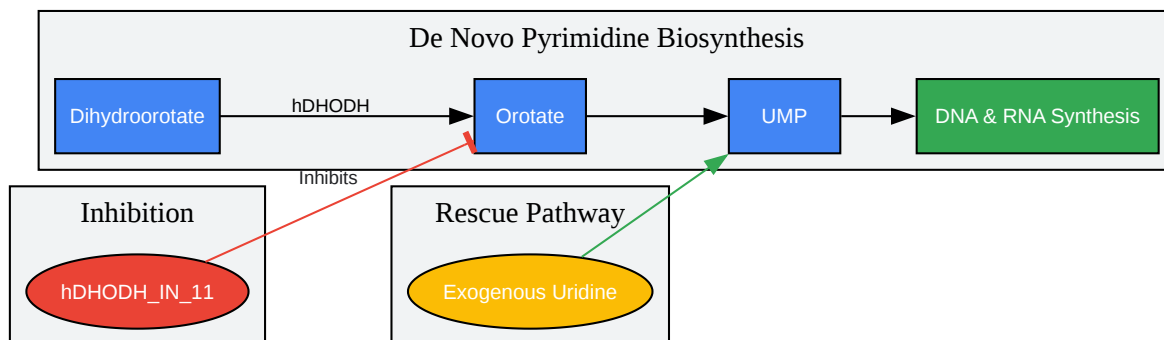 De Novo Pyrimidine Biosynthesis
Dihydroorotate
hDHODH
Orotate
UMP
DNA & RNA Synthesis
Inhibits
Inhibition
Rescue Pathway
hDHODH_IN_11
Exogenous Uridine